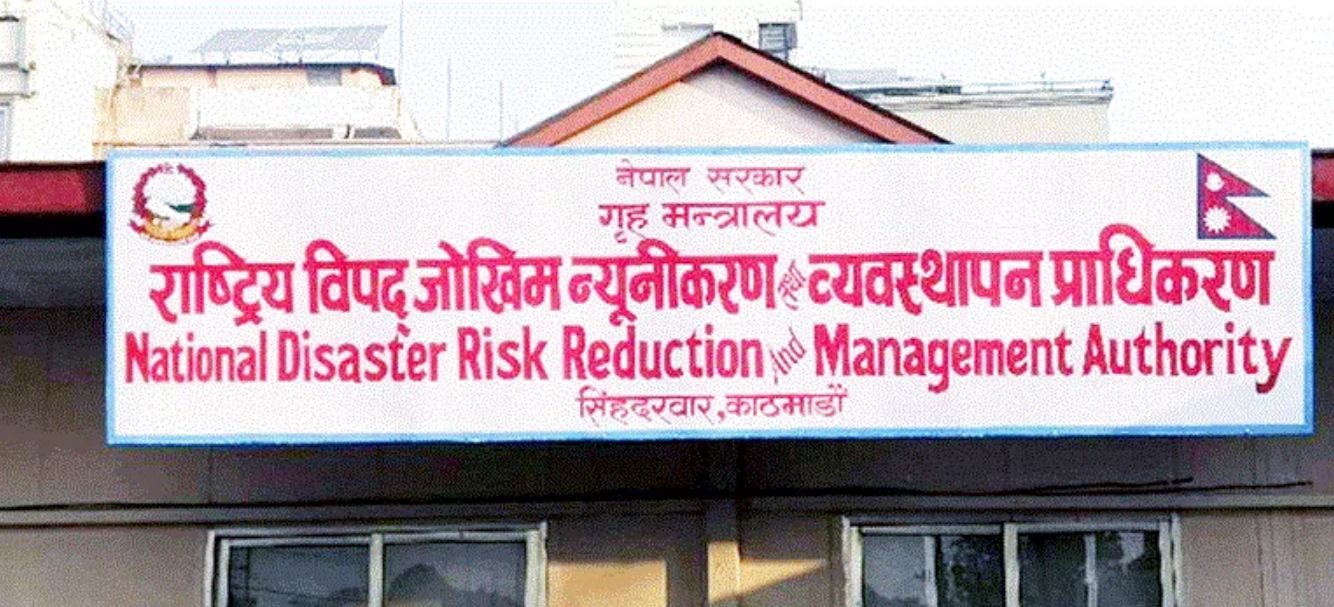 नेपाल सरकार
गृह मन्त्रालय
राष्ट्रिय विपद् जोखिम न्यूनीकरण तथा व्यवस्थापन प्राधिकरण
National Disaster Risk Reduction And Management Authority
सिंहदरवार,काठमाडौं